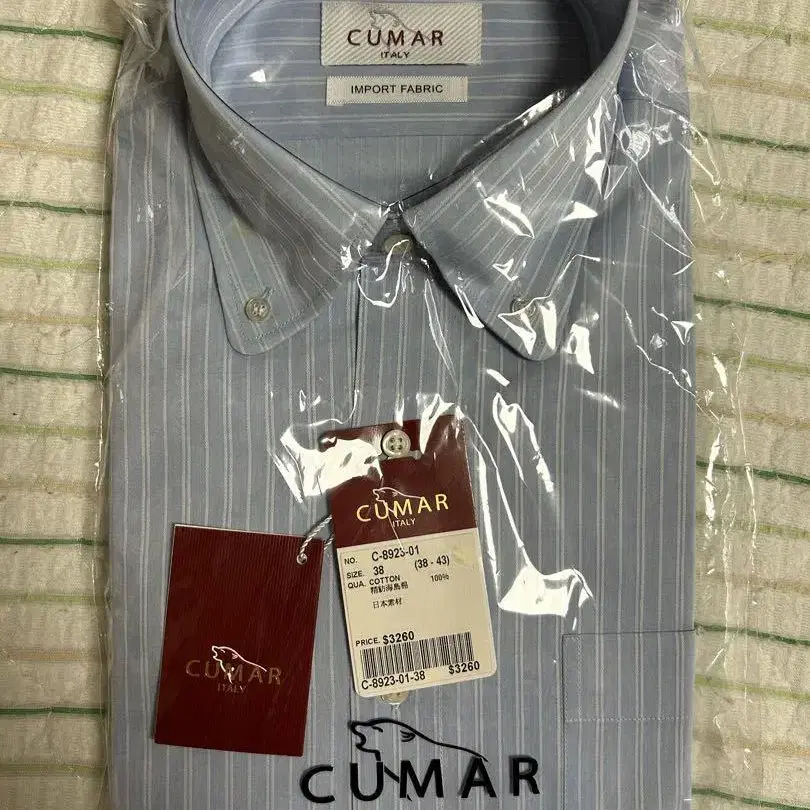 CUMAR
ITALY
IMPORT FABRIC
CUMAR
ITALY
NO. C-8923-01
SIZE. 38 (38 - 43)
QUA. COTTON 100%
精紡海島棉
日本素材
PRICE. $3260
C-8923-01-38 $3260
CUMAR
ITALY
CUMAR